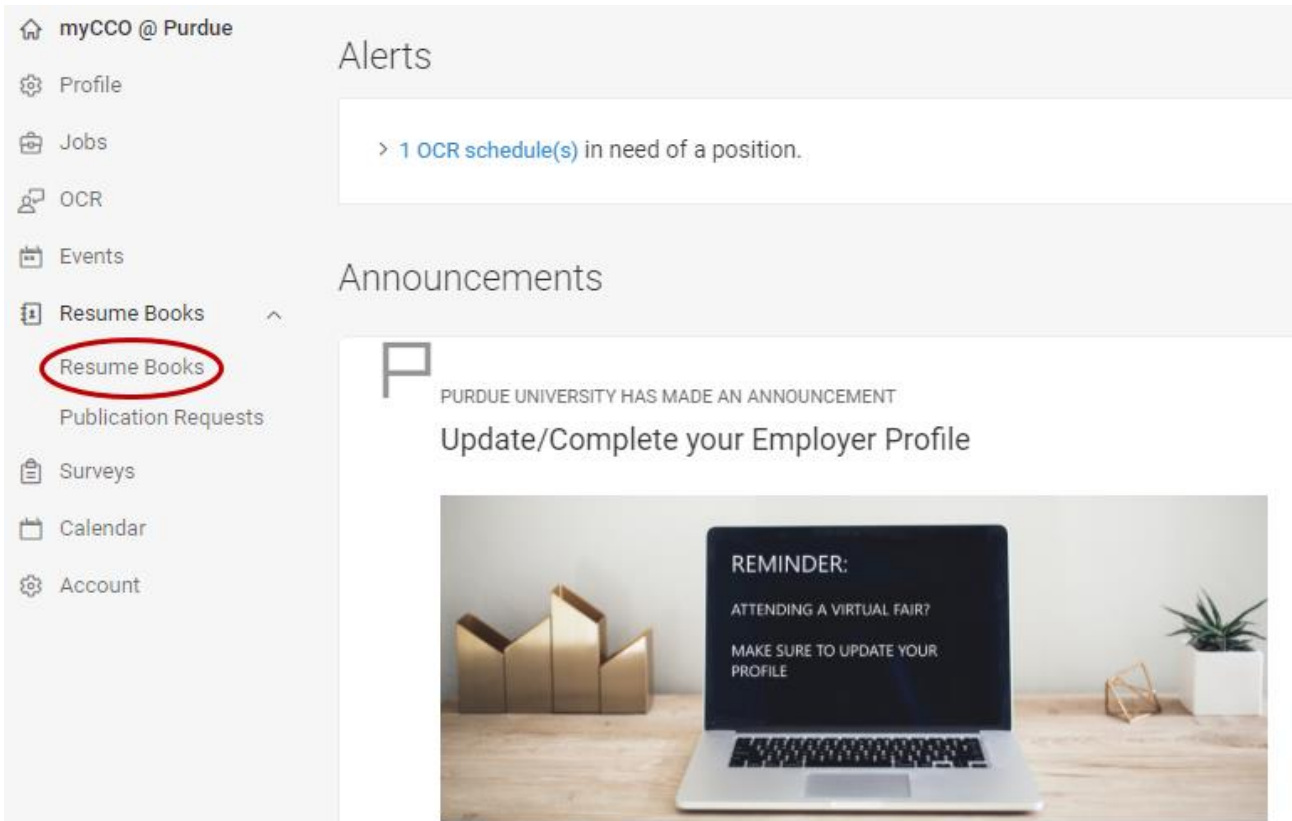 myCCO @ Purdue
Profile
Jobs
OCR
Events
Resume Books
Resume Books
Publication Requests
Surveys
Calendar
Account
Alerts
> 1 OCR schedule(s) in need of a position.
Announcements
PURDUE UNIVERSITY HAS MADE AN ANNOUNCEMENT
Update/Complete your Employer Profile
REMINDER:
ATTENDING A VIRTUAL FAIR?
MAKE SURE TO UPDATE YOUR
PROFILE